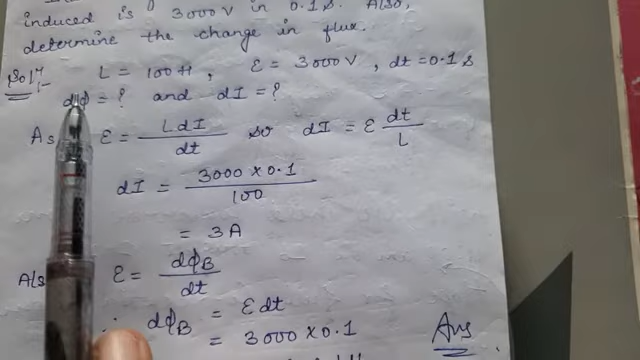 induced is 3000 V in 0.1 s. Also,
determine the change in flux.
Sol:- L = 100 H, ε = 3000 V, dt = 0.1 s
dϕ = ? and dI = ?
As ε = L dI / dt so dI = ε dt / L
dI = 3000 × 0.1 / 100
= 3 A
Als ε = dϕB / dt
∴ dϕB = ε dt
= 3000 × 0.1
Ans